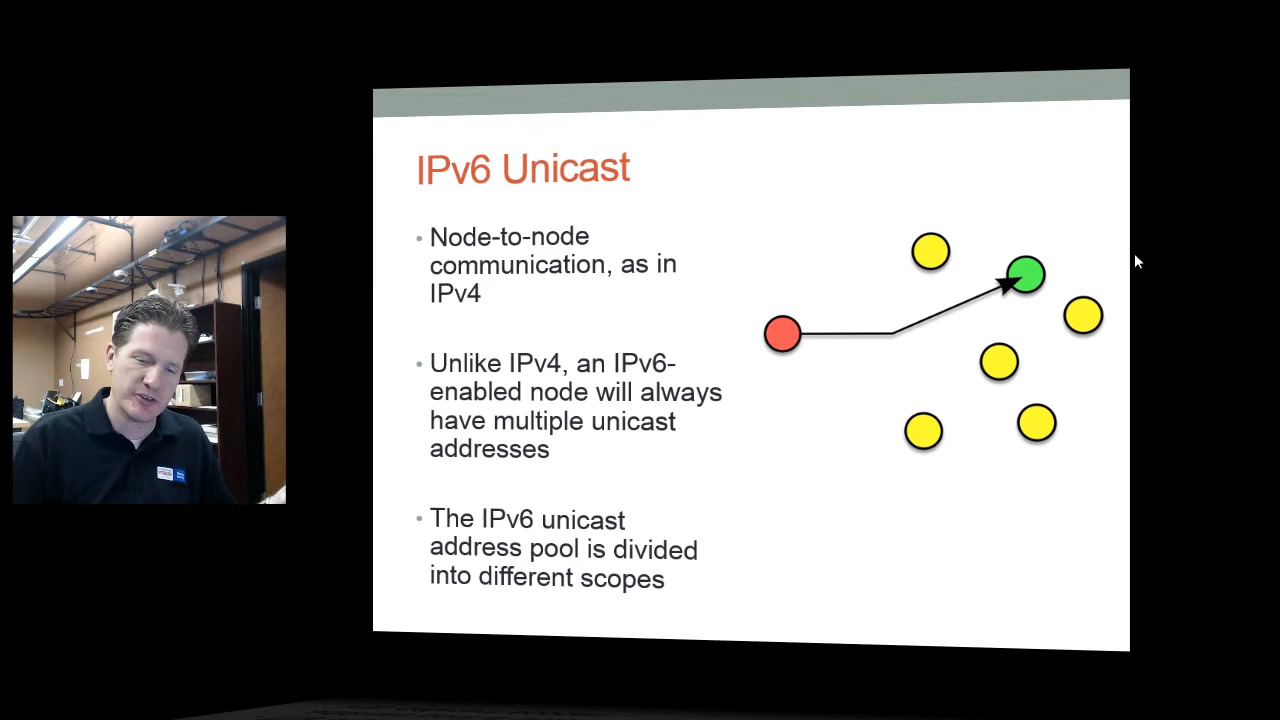 IPv6 Unicast
• Node-to-node
communication, as in
IPv4
• Unlike IPv4, an IPv6-
enabled node will always
have multiple unicast
addresses
• The IPv6 unicast
address pool is divided
into different scopes